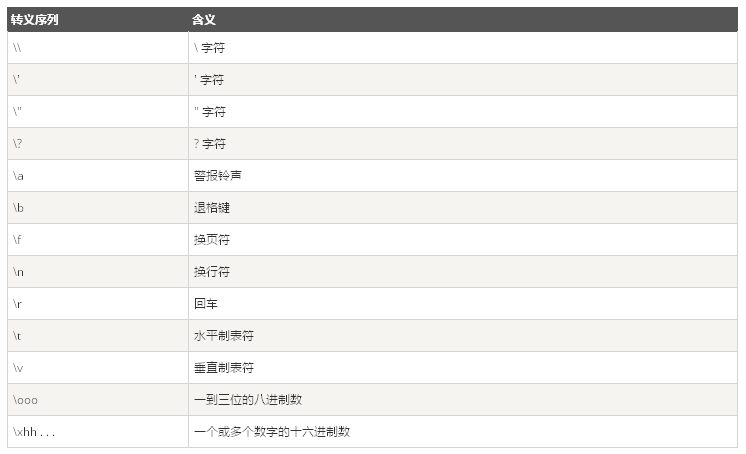 转义序列 含义
\\ \ 字符
\' ' 字符
\" " 字符
\? ? 字符
\a 警报铃声
\b 退格键
\f 换页符
\n 换行符
\r 回车
\t 水平制表符
\v 垂直制表符
\ooo 一到三位的八进制数
\xhh . . . 一个或多个数字的十六进制数